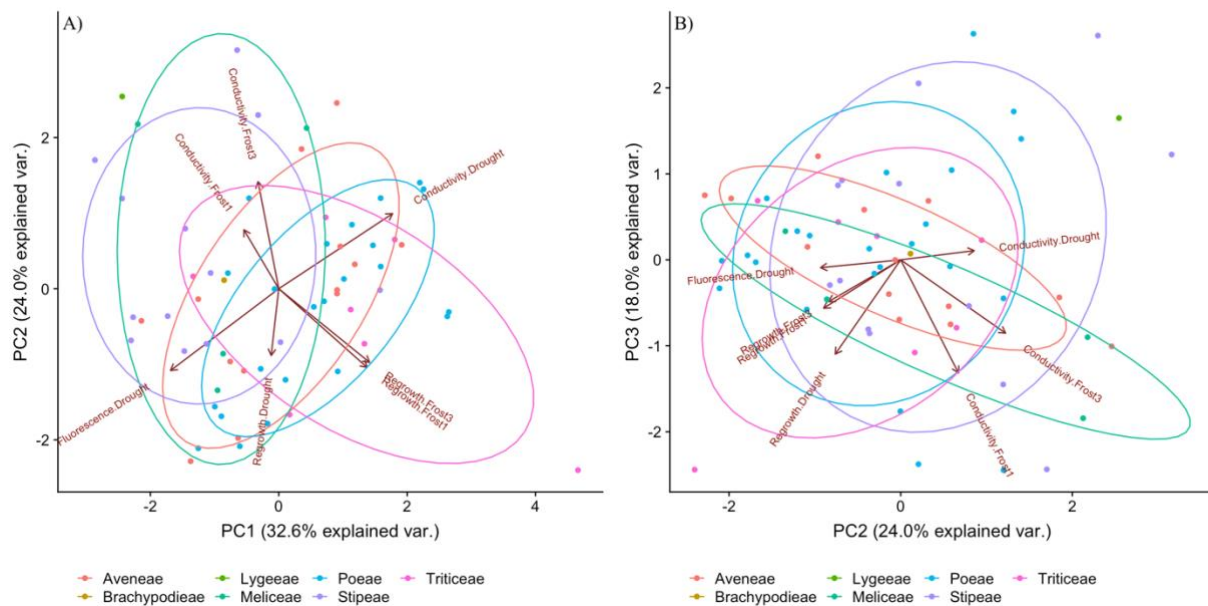 A)
Conductivity.Frost3
Conductivity.Frost1
Conductivity.Drought
Fluorescence.Drought
Regrowth.Drought
Regrowth.Frost3
Regrowth.Frost1
2
0
-2
PC2 (24.0% explained var.)
-2 0 2 4
PC1 (32.6% explained var.)
Aveneae Lygeeae Poeae Triticeae
Brachypodieae Meliceae Stipeae
B)
Conductivity.Drought
Fluorescence.Drought
Regrowth.Frost3
Regrowth.Frost1
Regrowth.Drought
Conductivity.Frost3
Conductivity.Frost1
2
1
0
-1
-2
PC3 (18.0% explained var.)
-2 0 2
PC2 (24.0% explained var.)
Aveneae Lygeeae Poeae Triticeae
Brachypodieae Meliceae Stipeae